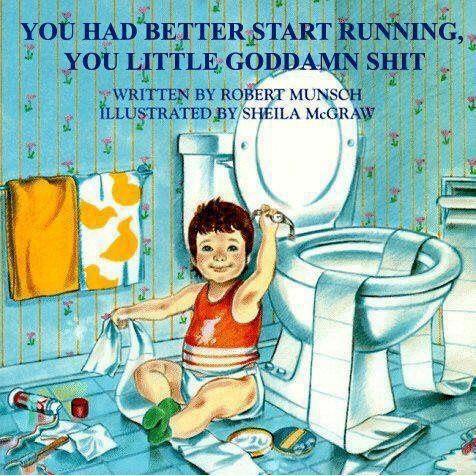 YOU HAD BETTER START RUNNING,
YOU LITTLE GODDAMN SHIT
WRITTEN BY ROBERT MUNSCH
ILLUSTRATED BY SHEILA McGRAW